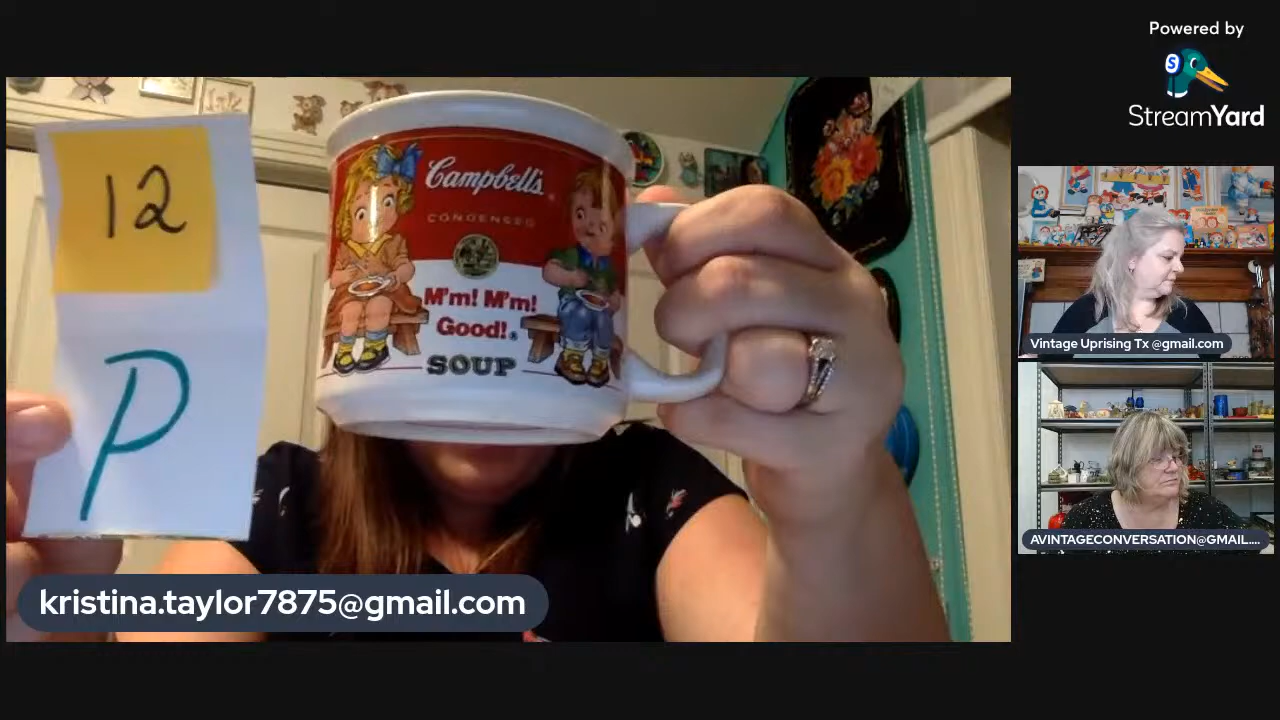 Powered by
StreamYard
12
P
Campbell's
CONDENSED
M'm! M'm!
Good!®
SOUP
kristina.taylor7875@gmail.com
Vintage Uprising Tx @gmail.com
AVINTAGECONVERSATION@GMAIL....